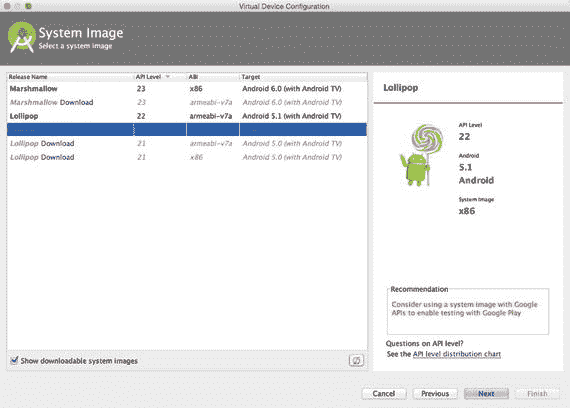 Virtual Device Configuration
System Image
Select a system image
Release Name API Level ABI Target
Marshmallow 23 x86 Android 6.0 (with Android TV)
Marshmallow Download 23 armeabi-v7a Android 6.0 (with Android TV)
Lollipop 22 armeabi-v7a Android 5.1 (with Android TV)
Lollipop Download 21 armeabi-v7a Android 5.0 (with Android TV)
Lollipop Download 21 x86 Android 5.0 (with Android TV)
Show downloadable system images
Lollipop
API Level
22
Android
5.1
Android
System Image
x86
Recommendation
Consider using a system image with Google
APIs to enable testing with Google Play
Questions on API level?
See the API level distribution chart
Cancel Previous Next Finish